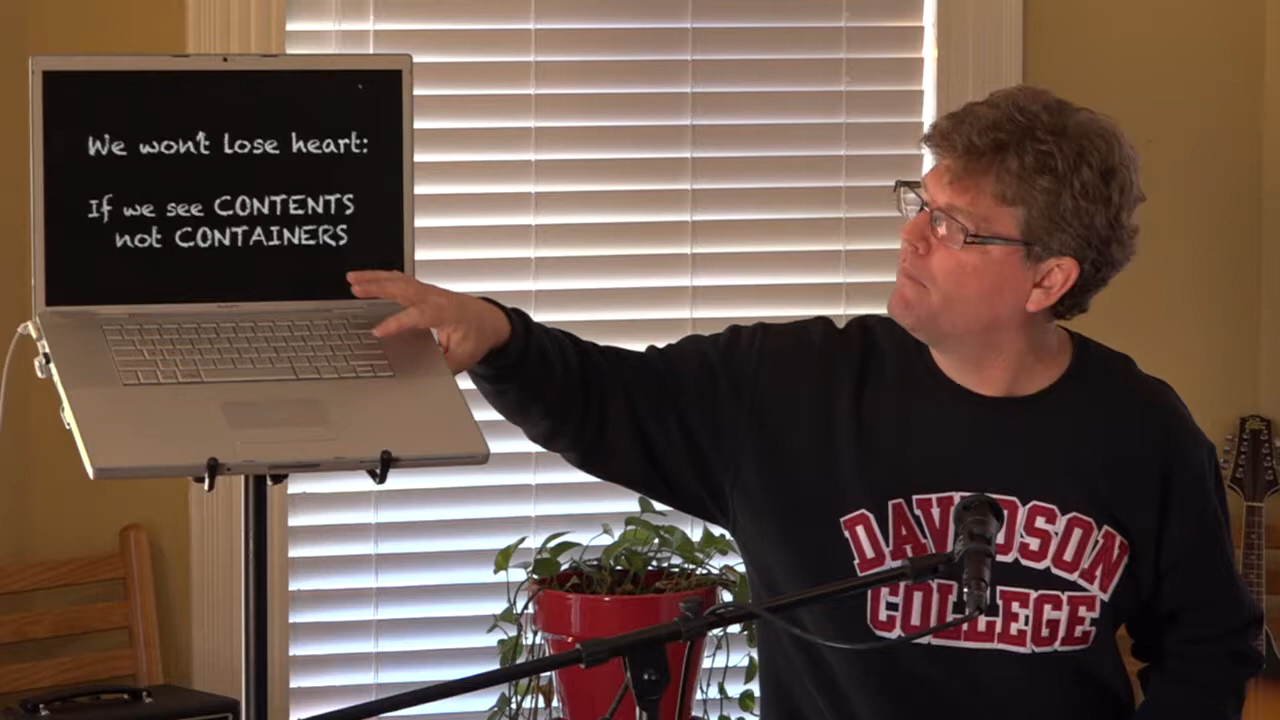 We won't lose heart:
If we see CONTENTS
not CONTAINERS
DAVIDSON
COLLEGE